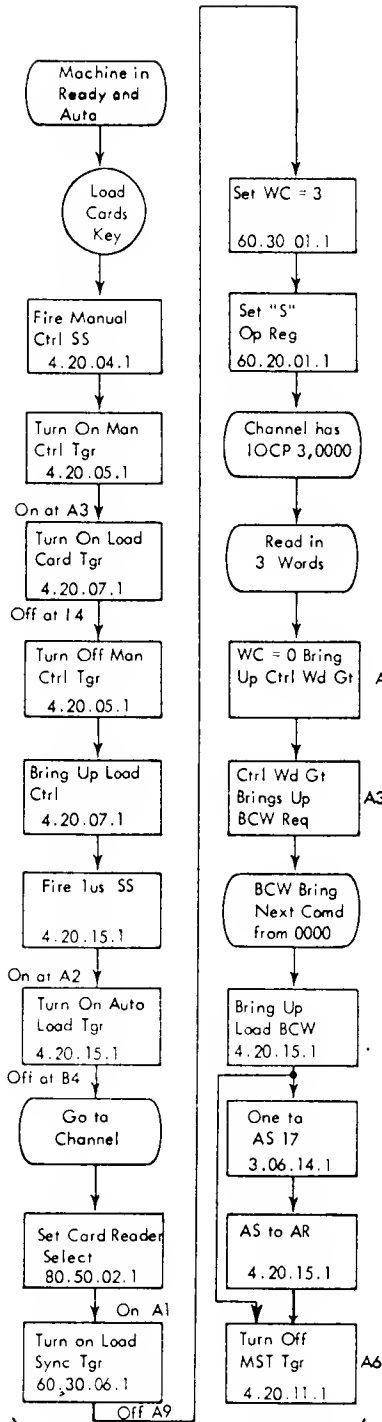 Machine in
Ready and
Auto
Load
Cards
Key
Fire Manual
Ctrl SS
4.20.04.1
Turn On Man
Ctrl Tgr
4.20.05.1
On at A3
Turn On Load
Card Tgr
4.20.07.1
Off at I4
Turn Off Man
Ctrl Tgr
4.20.05.1
Bring Up Load
Ctrl
4.20.07.1
Fire 1us SS
4.20.15.1
On at A2
Turn On Auto
Load Tgr
4.20.15.1
Off at B4
Go to
Channel
Set Card Reader
Select
80.50.02.1
On A1
Turn on Load
Sync Tgr
60.30.06.1
Off A9
Set WC = 3
60.30 01.1
Set "S"
Op Reg
60.20.01.1
Channel has
IOCP 3,0000
Read in
3 Words
WC = 0 Bring
Up Ctrl Wd Gt
A
Ctrl Wd Gt
Brings Up
BCW Req
A3
BCW Bring
Next Comd
from 0000
Bring Up
Load BCW
4.20.15.1
One to
AS 17
3.06.14.1
AS to AR
4.20.15.1
Turn Off
MST Tgr
4.20.11.1
A6